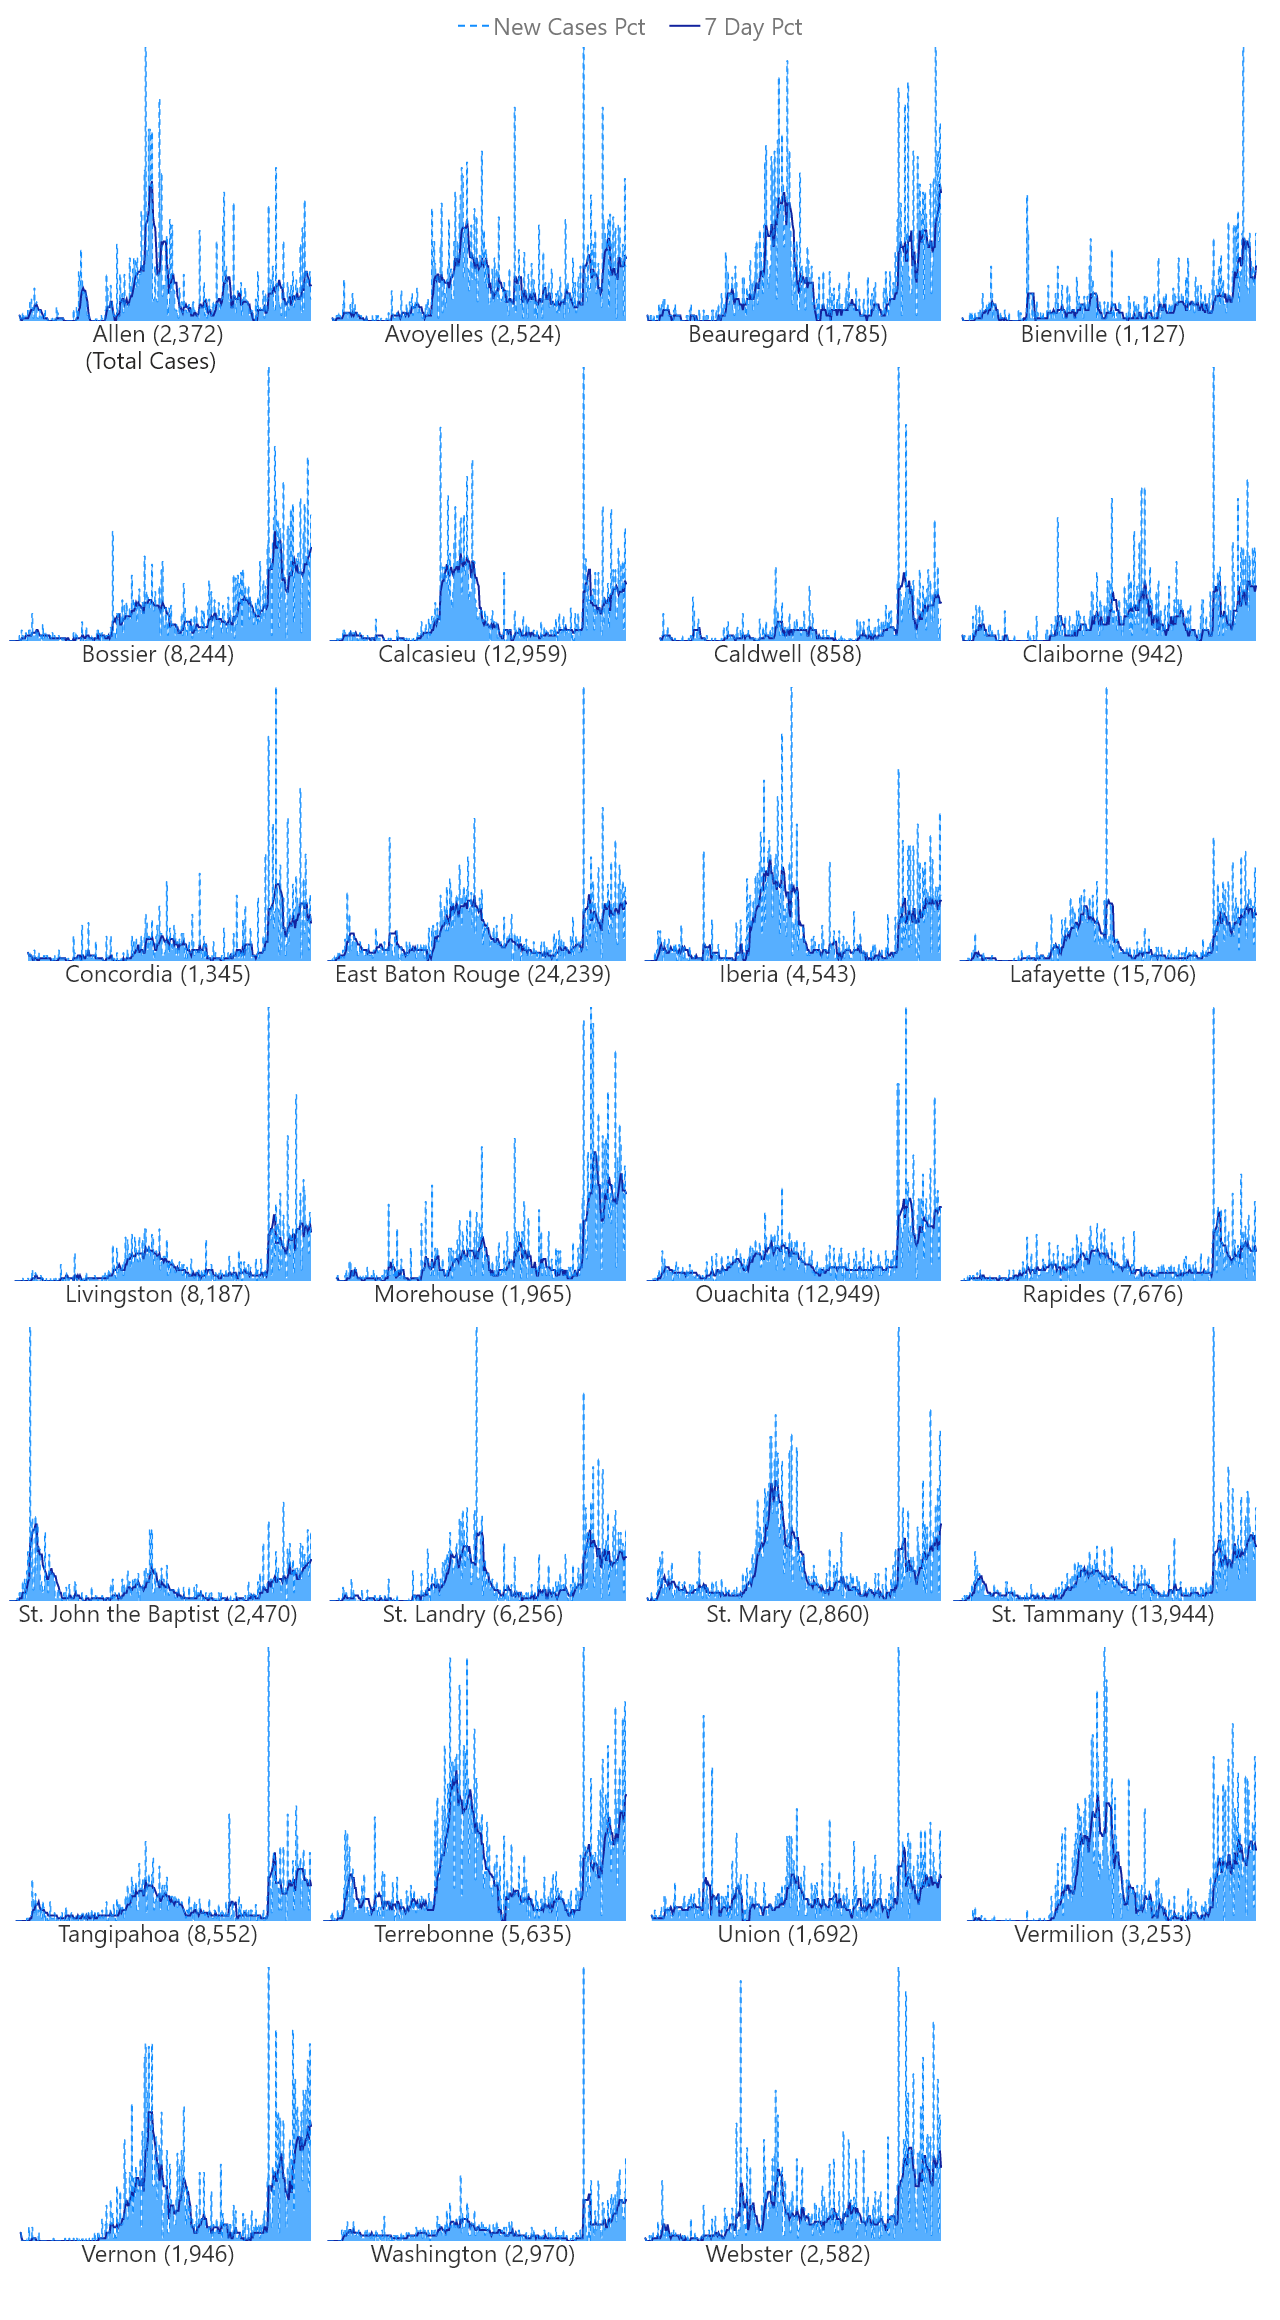 New Cases Pct 7 Day Pct
Allen (2,372) Avoyelles (2,524) Beauregard (1,785) Bienville (1,127)
(Total Cases)
Bossier (8,244) Calcasieu (12,959) Caldwell (858) Claiborne (942)
Concordia (1,345) East Baton Rouge (24,239) Iberia (4,543) Lafayette (15,706)
Livingston (8,187) Morehouse (1,965) Ouachita (12,949) Rapides (7,676)
St. John the Baptist (2,470) St. Landry (6,256) St. Mary (2,860) St. Tammany (13,944)
Tangipahoa (8,552) Terrebonne (5,635) Union (1,692) Vermilion (3,253)
Vernon (1,946) Washington (2,970) Webster (2,582)